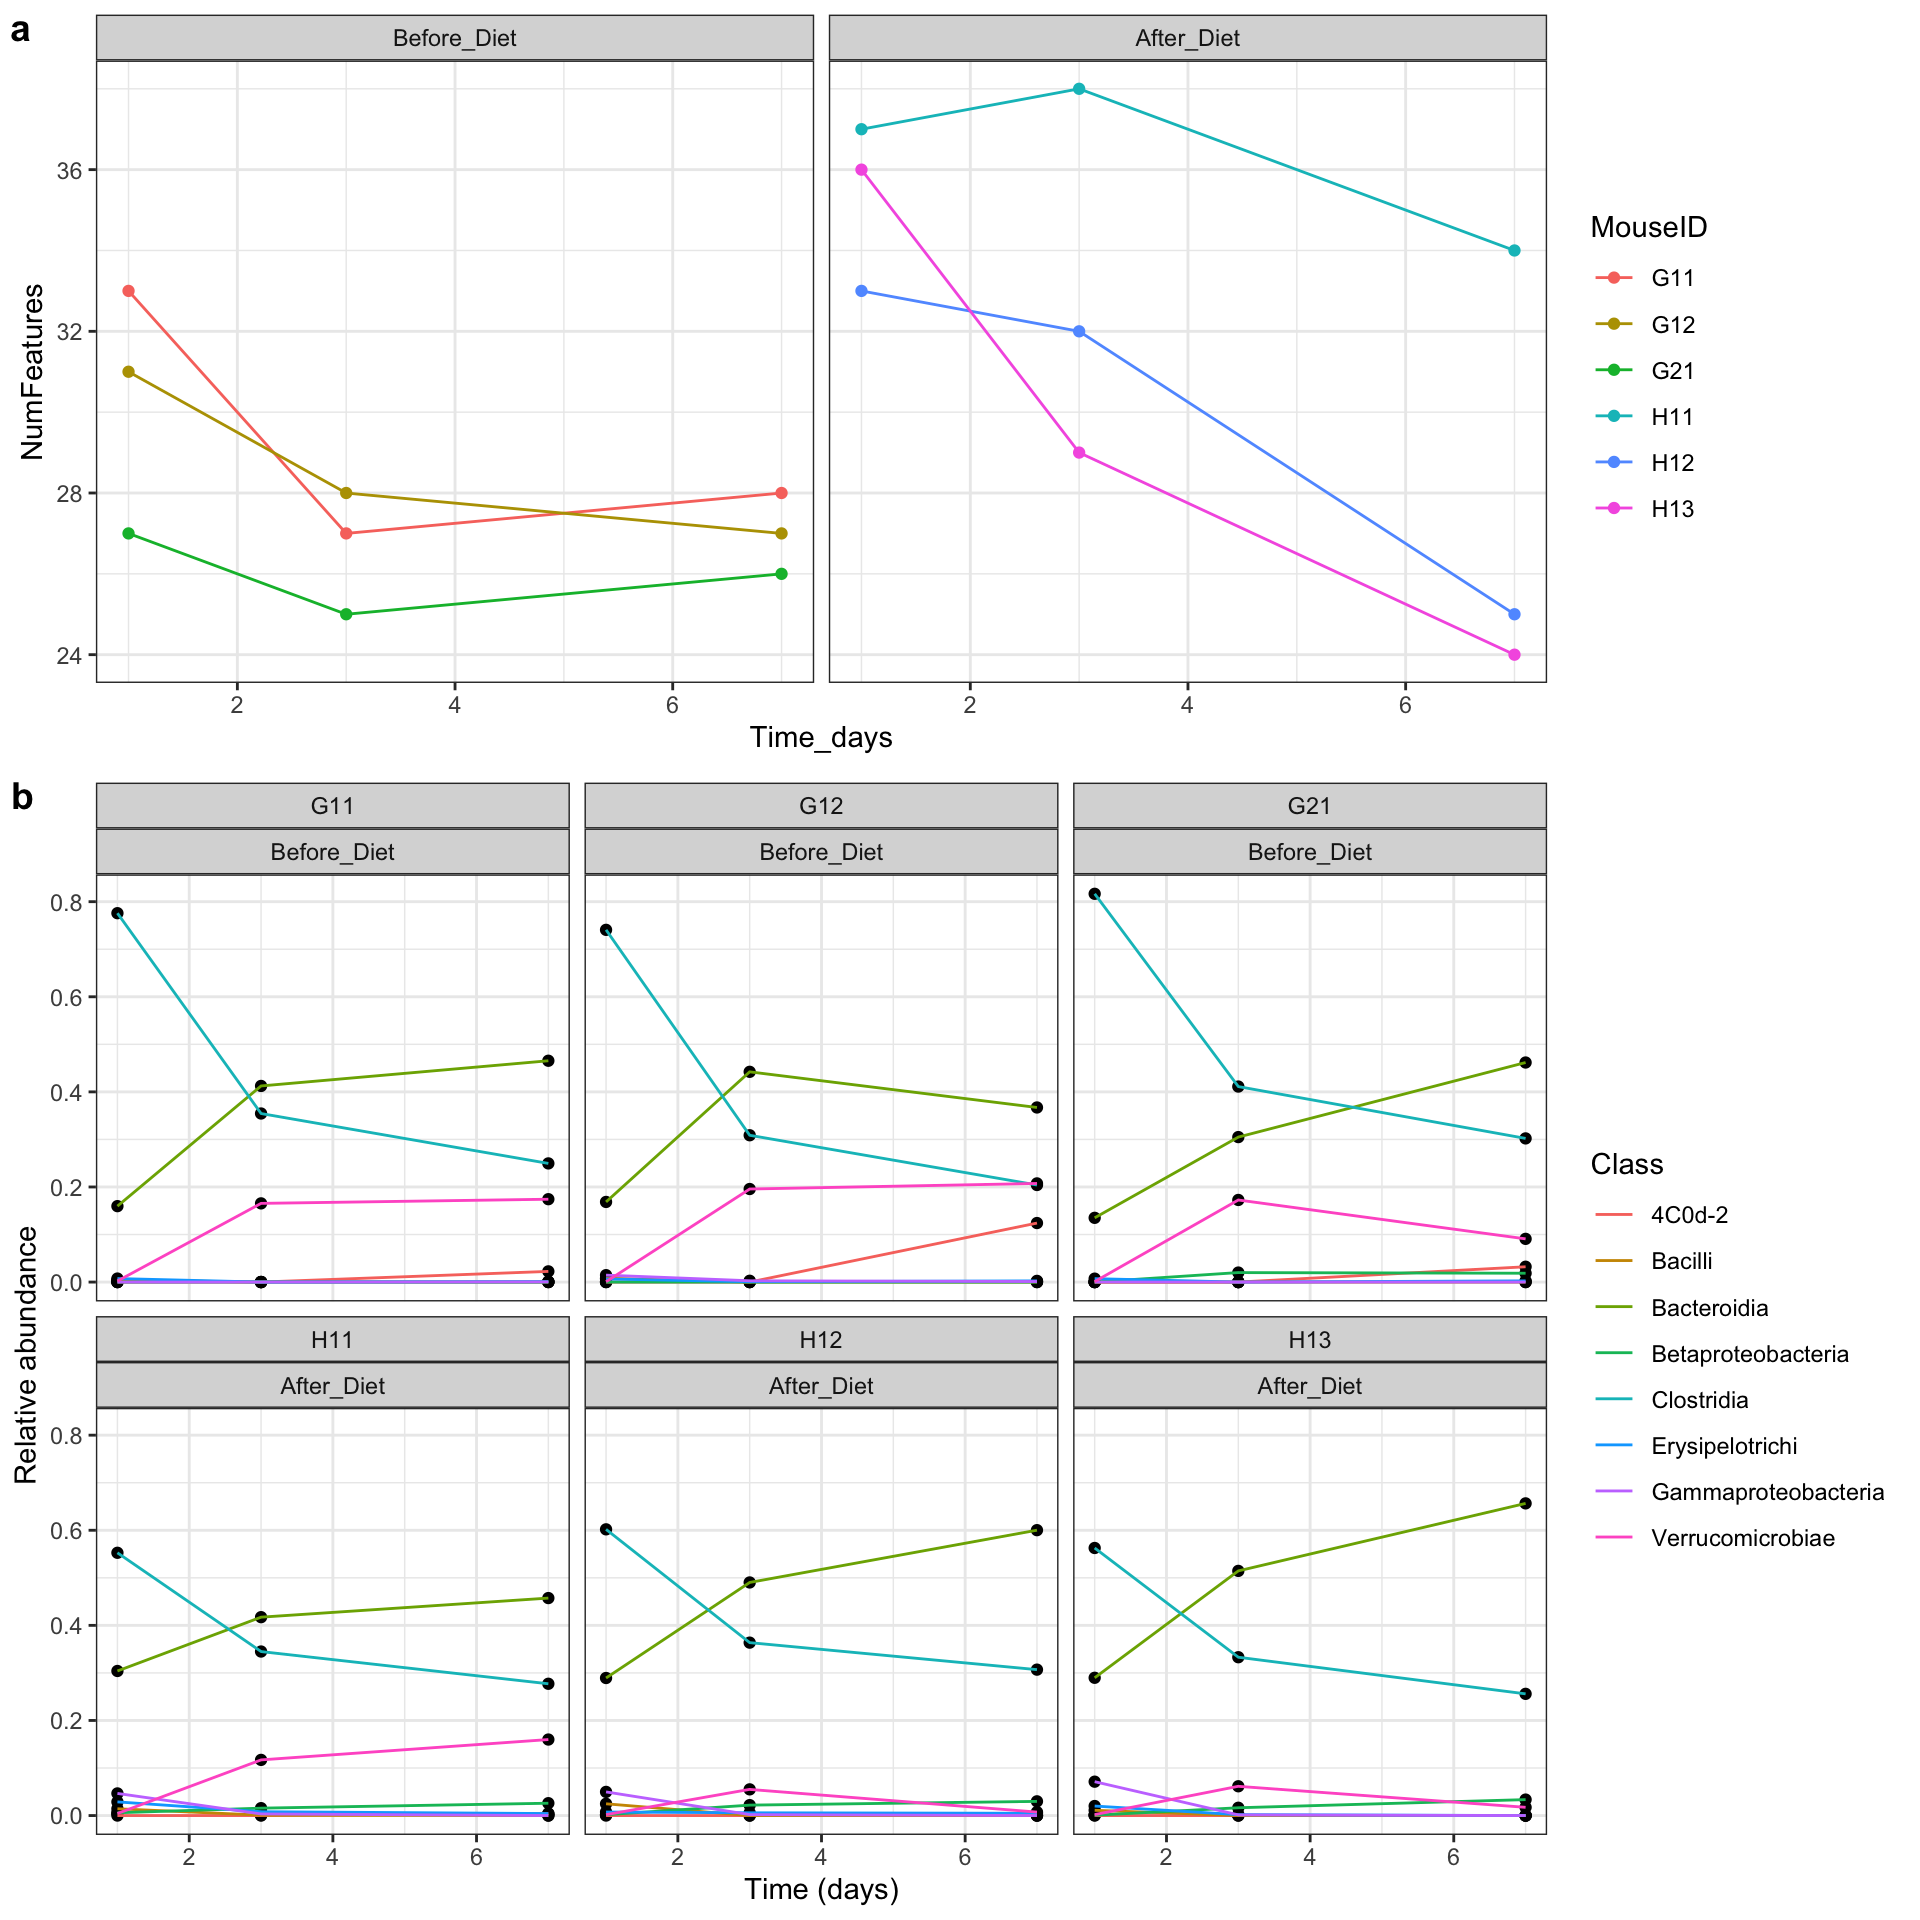 a
Before_Diet After_Diet
36
32
28
24
NumFeatures
2 4 6 2 4 6
Time_days
MouseID
G11
G12
G21
H11
H12
H13
b
G11 G12 G21
Before_Diet Before_Diet Before_Diet
0.8
0.6
0.4
0.2
0.0
H11 H12 H13
After_Diet After_Diet After_Diet
0.8
0.6
0.4
0.2
0.0
Relative abundance
2 4 6 2 4 6 2 4 6
Time (days)
Class
4C0d-2
Bacilli
Bacteroidia
Betaproteobacteria
Clostridia
Erysipelotrichi
Gammaproteobacteria
Verrucomicrobiae